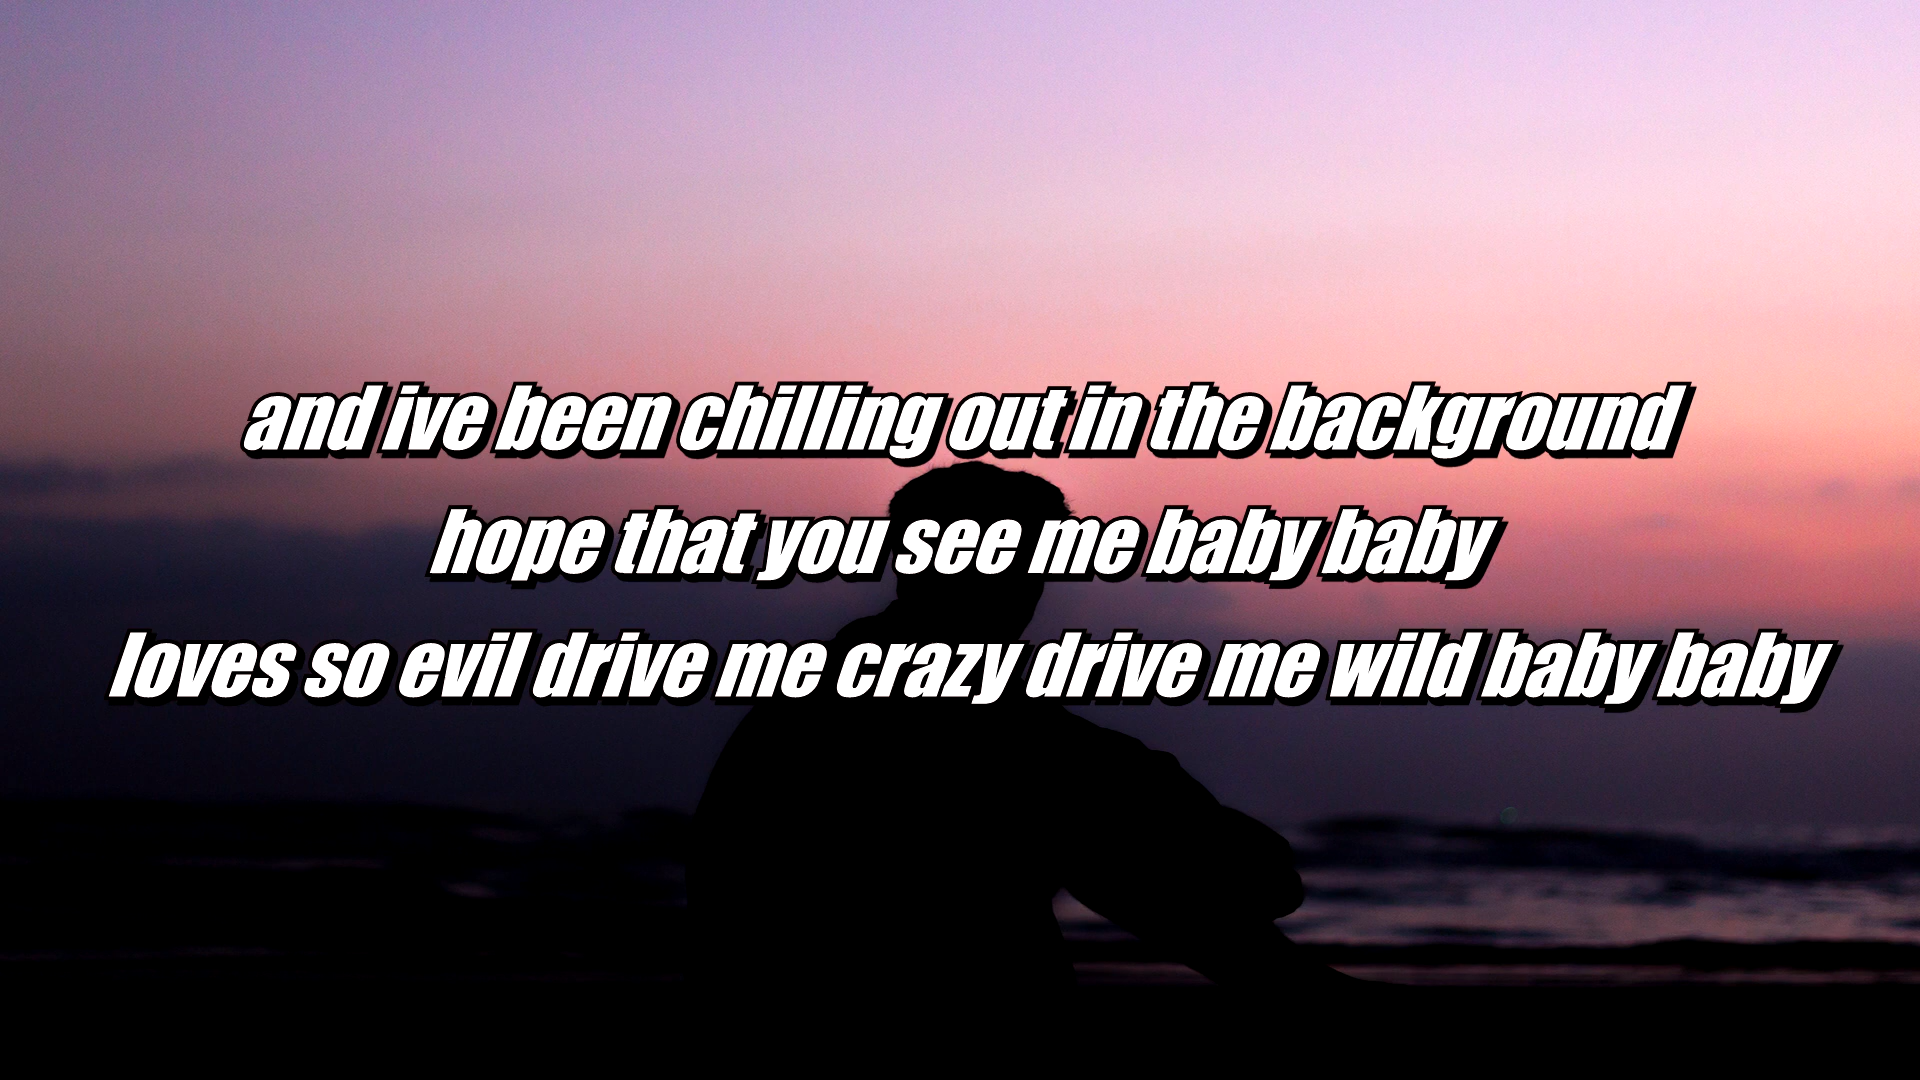 and ive been chilling out in the background
hope that you see me baby baby
loves so evil drive me crazy drive me wild baby baby